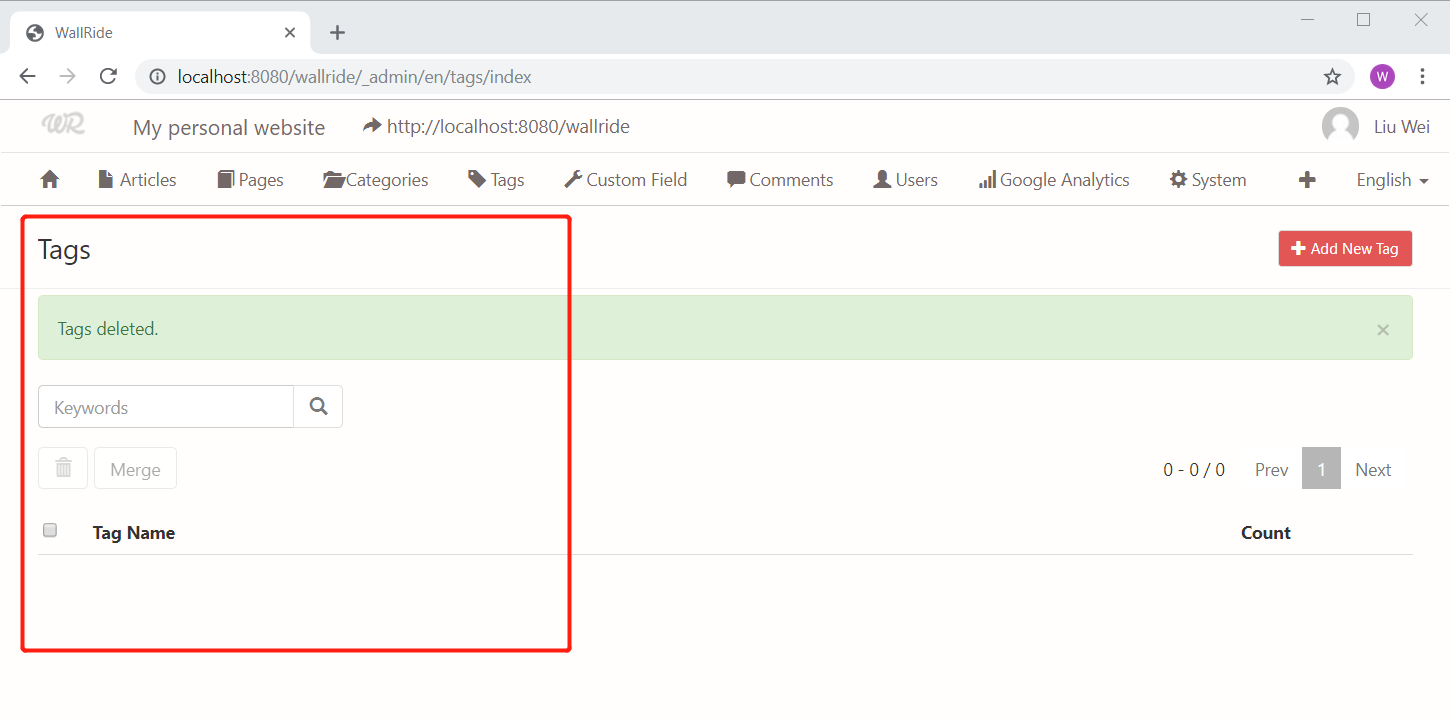 WallRide
localhost:8080/wallride/_admin/en/tags/index
W
WR
My personal website
http://localhost:8080/wallride
Liu Wei
Articles
Pages
Categories
Tags
Custom Field
Comments
Users
Google Analytics
System
English
Tags
Add New Tag
Tags deleted.
Keywords
Merge
0 - 0 / 0
Prev
1
Next
Tag Name
Count